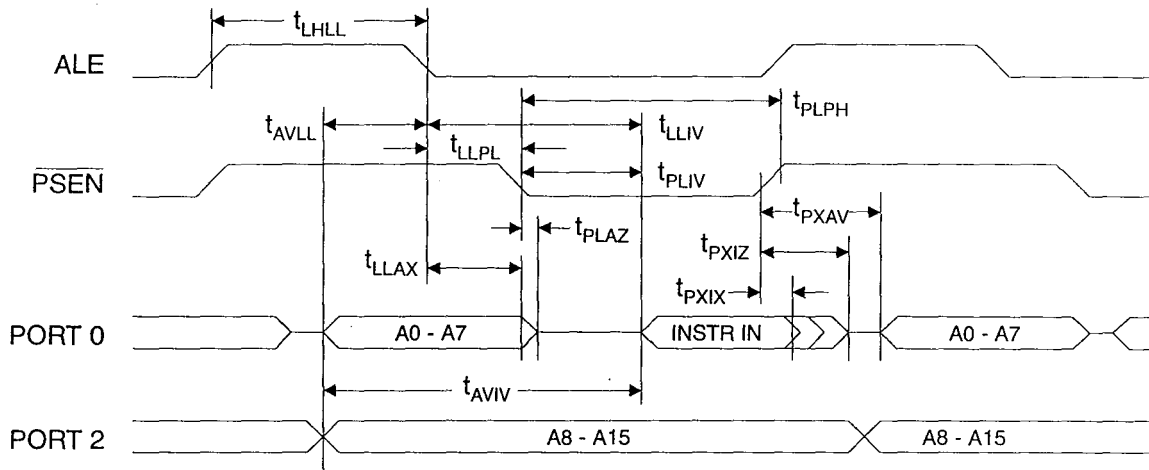 tLHLL
ALE
tPLPH
tAVLL
tLLIV
tLLPL
PSEN
tPLIV
tPXAV
tPLAZ
tPXIZ
tLLAX
tPXIX
PORT 0
A0 - A7
INSTR IN
A0 - A7
tAVIV
PORT 2
A8 - A15
A8 - A15